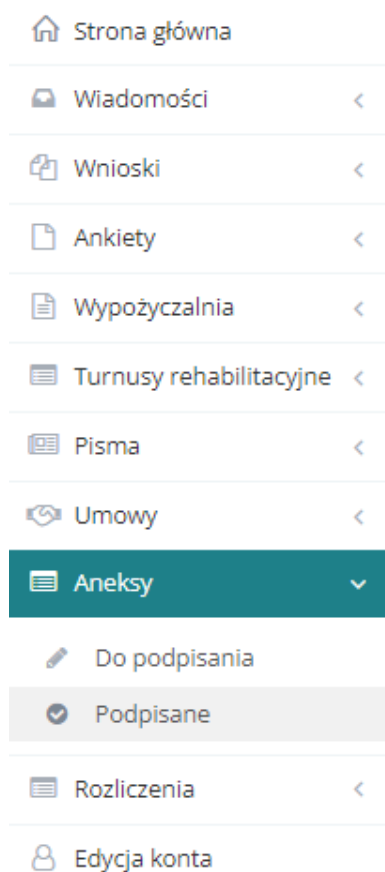 Strona główna
Wiadomości
Wnioski
Ankiety
Wypożyczalnia
Turnusy rehabilitacyjne
Pisma
Umowy
Aneksy
Do podpisania
Podpisane
Rozliczenia
Edycja konta